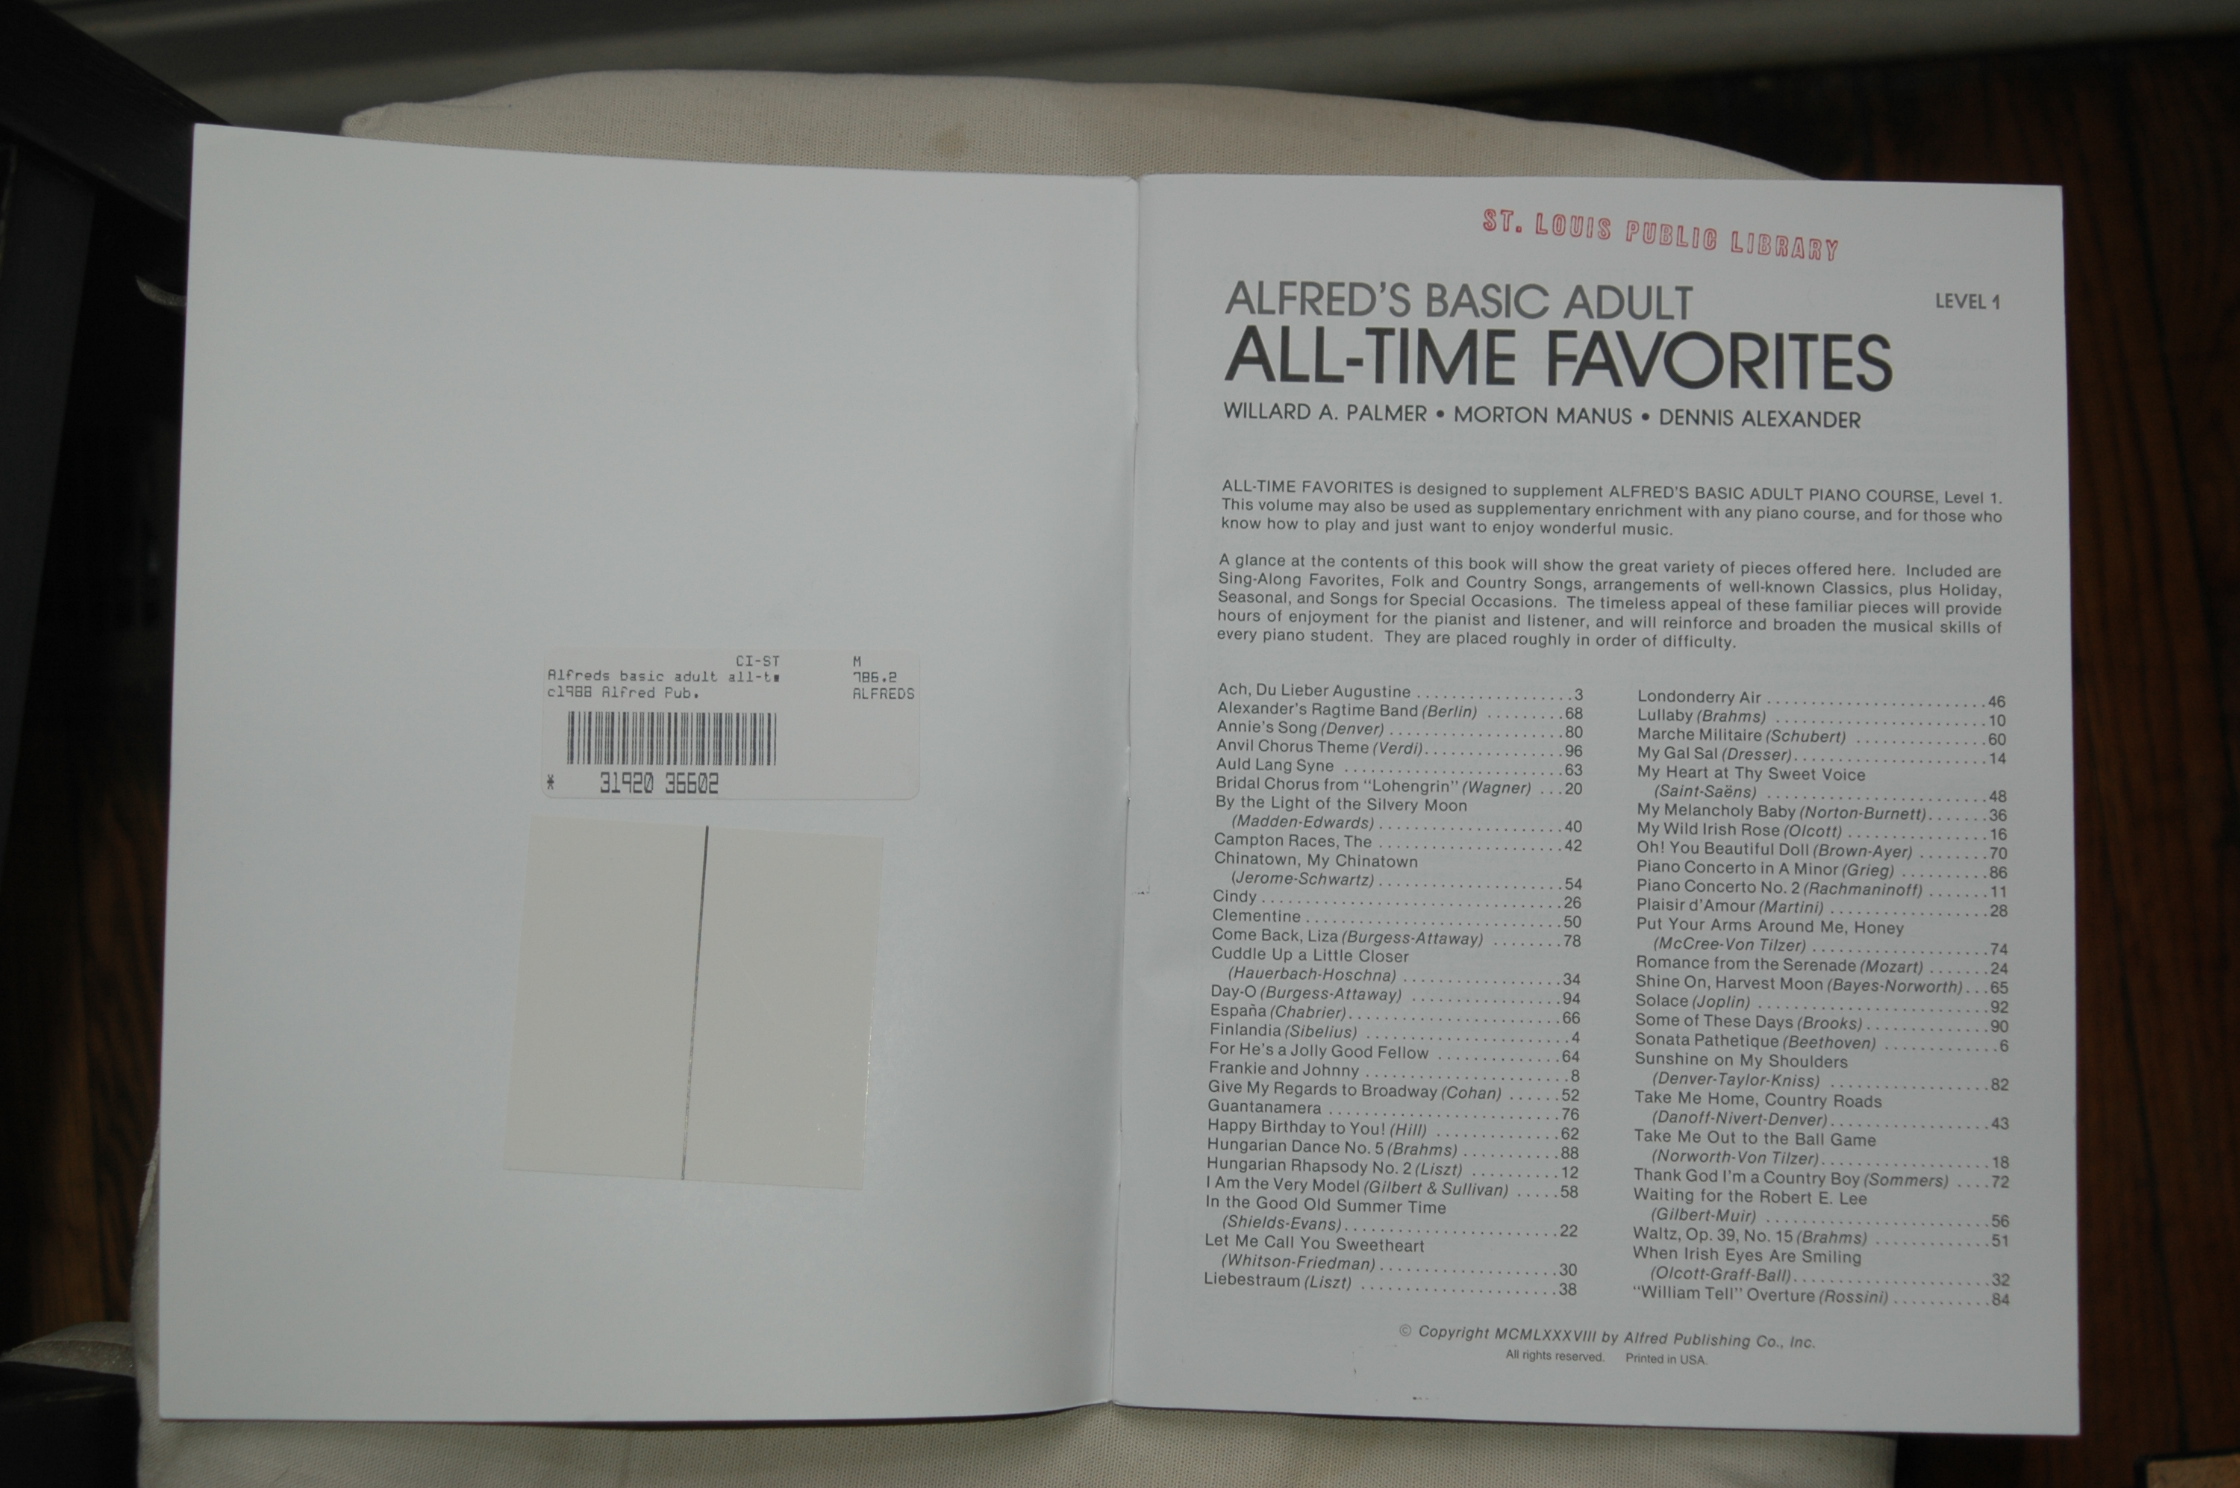 CI-ST M
Alfreds basic adult all-t 786.2
c1988 Alfred Pub. ALFREDS
* 31920 36602
ST. LOUIS PUBLIC LIBRARY
ALFRED'S BASIC ADULT LEVEL 1
ALL-TIME FAVORITES
WILLARD A. PALMER • MORTON MANUS • DENNIS ALEXANDER
ALL-TIME FAVORITES is designed to supplement ALFRED'S BASIC ADULT PIANO COURSE, Level 1.
This volume may also be used as supplementary enrichment with any piano course, and for those who
know how to play and just want to enjoy wonderful music.
A glance at the contents of this book will show the great variety of pieces offered here. Included are
Sing-Along Favorites, Folk and Country Songs, arrangements of well-known Classics, plus Holiday,
Seasonal, and Songs for Special Occasions. The timeless appeal of these familiar pieces will provide
hours of enjoyment for the pianist and listener, and will reinforce and broaden the musical skills of
every piano student. They are placed roughly in order of difficulty.
Ach, Du Lieber Augustine ..................3
Alexander's Ragtime Band (Berlin) .........68
Annie's Song (Denver) ....................80
Anvil Chorus Theme (Verdi)................96
Auld Lang Syne ..........................63
Bridal Chorus from "Lohengrin" (Wagner) ...20
By the Light of the Silvery Moon
(Madden-Edwards) .....................40
Campton Races, The ......................42
Chinatown, My Chinatown
(Jerome-Schwartz) .....................54
Cindy ..................................26
Clementine ..............................50
Come Back, Liza (Burgess-Attaway) ........78
Cuddle Up a Little Closer
(Hauerbach-Hoschna) ..................34
Day-O (Burgess-Attaway) .................94
España (Chabrier)........................66
Finlandia (Sibelius) .......................4
For He's a Jolly Good Fellow ..............64
Frankie and Johnny .......................8
Give My Regards to Broadway (Cohan) ......52
Guantanamera ..........................76
Happy Birthday to You! (Hill) ..............62
Hungarian Dance No. 5 (Brahms) ...........88
Hungarian Rhapsody No. 2 (Liszt) ..........12
I Am the Very Model (Gilbert & Sullivan) .....58
In the Good Old Summer Time
(Shields-Evans)........................22
Let Me Call You Sweetheart
(Whitson-Friedman) ....................30
Liebestraum (Liszt) ......................38
Londonderry Air .........................46
Lullaby (Brahms) ........................10
Marche Militaire (Schubert) ...............60
My Gal Sal (Dresser)......................14
My Heart at Thy Sweet Voice
(Saint-Saëns) .........................48
My Melancholy Baby (Norton-Burnett).......36
My Wild Irish Rose (Olcott) ................16
Oh! You Beautiful Doll (Brown-Ayer) ........70
Piano Concerto in A Minor (Grieg) ..........86
Piano Concerto No. 2 (Rachmaninoff) .......11
Plaisir d'Amour (Martini) ..................28
Put Your Arms Around Me, Honey
(McCree-Von Tilzer) ....................74
Romance from the Serenade (Mozart) .......24
Shine On, Harvest Moon (Bayes-Norworth)...65
Solace (Joplin) ..........................92
Some of These Days (Brooks)..............90
Sonata Pathetique (Beethoven) ............6
Sunshine on My Shoulders
(Denver-Taylor-Kniss) ..................82
Take Me Home, Country Roads
(Danoff-Nivert-Denver)..................43
Take Me Out to the Ball Game
(Norworth-Von Tilzer)...................18
Thank God I'm a Country Boy (Sommers) ....72
Waiting for the Robert E. Lee
(Gilbert-Muir) .........................56
Waltz, Op. 39, No. 15 (Brahms) ............51
When Irish Eyes Are Smiling
(Olcott-Graff-Ball)......................32
"William Tell" Overture (Rossini) ...........84
© Copyright MCMLXXXVIII by Alfred Publishing Co., Inc.
All rights reserved. Printed in USA.